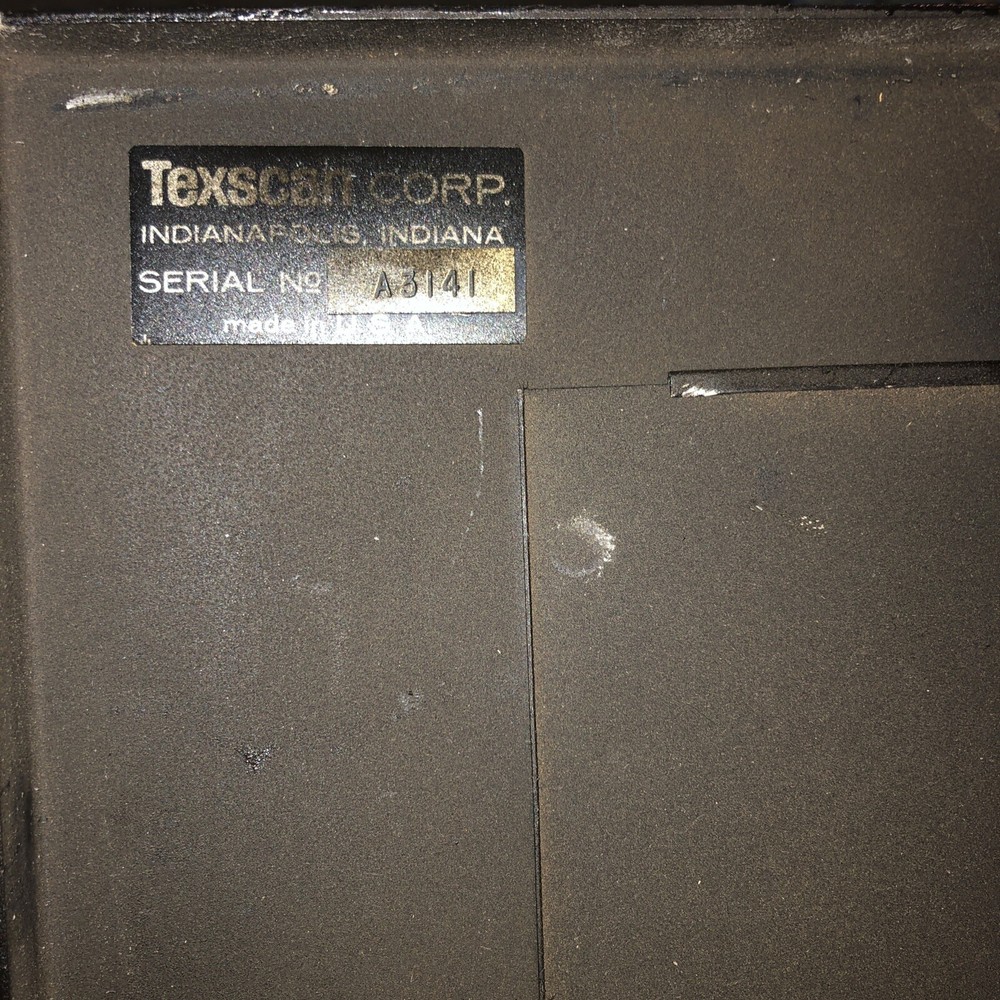 Texscan CORP.
INDIANAPOLIS, INDIANA
SERIAL No A3141
made in U.S.A.